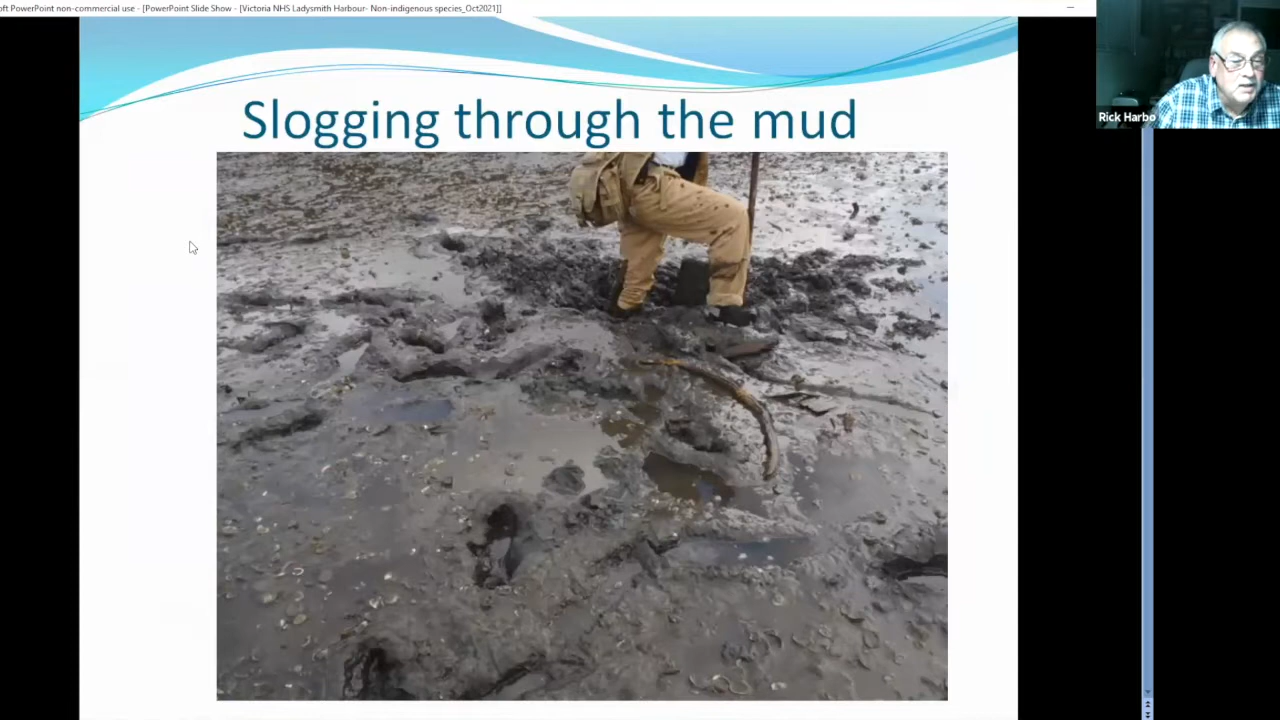 oft PowerPoint non-commercial use - [PowerPoint Slide Show - [Victoria NHS Ladysmith Harbour- Non-indigenous species_Oct2021]]
Slogging through the mud
Rick Harbo